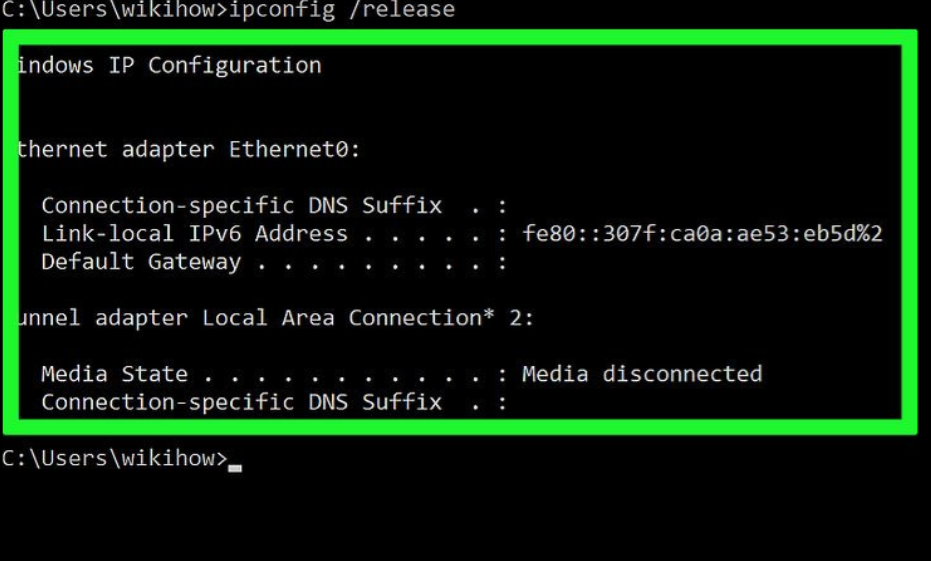 C:\Users\wikihow>ipconfig /release
indows IP Configuration
thernet adapter Ethernet0:
Connection-specific DNS Suffix . :
Link-local IPv6 Address . . . . . : fe80::307f:ca0a:ae53:eb5d%2
Default Gateway . . . . . . . . . :
unnel adapter Local Area Connection* 2:
Media State . . . . . . . . . . . : Media disconnected
Connection-specific DNS Suffix . :
C:\Users\wikihow>